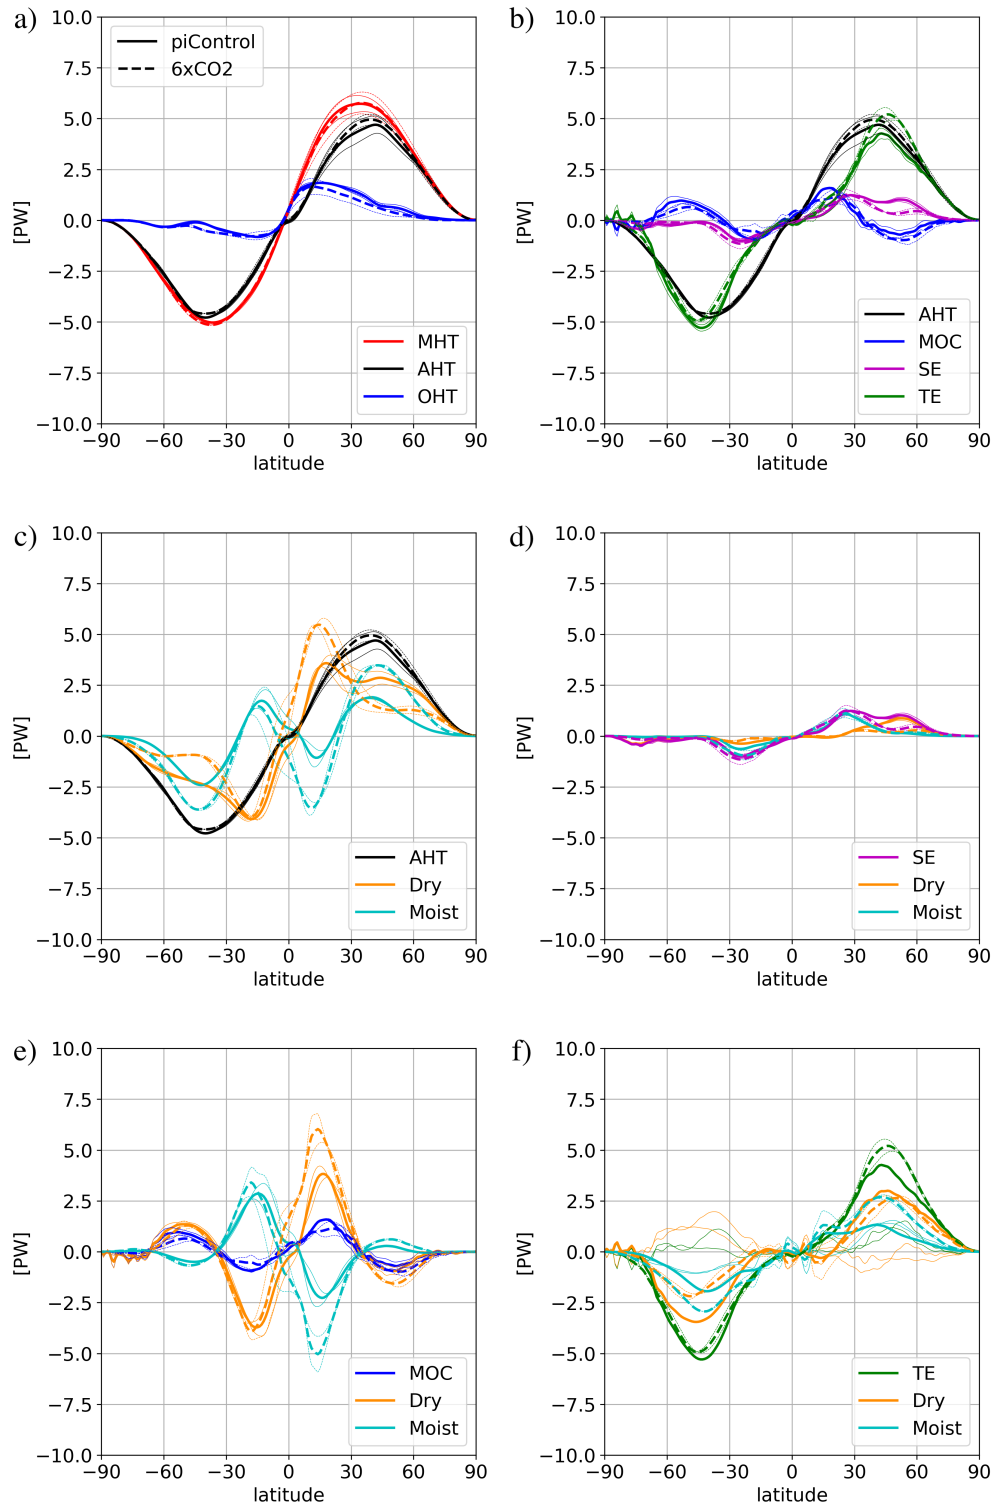 a)
10.0
7.5
5.0
2.5
0.0
−2.5
−5.0
−7.5
−10.0
[PW]
piControl
6xCO2
MHT
AHT
OHT
−90 −60 −30 0 30 60 90
latitude
b)
10.0
7.5
5.0
2.5
0.0
−2.5
−5.0
−7.5
−10.0
[PW]
AHT
MOC
SE
TE
−90 −60 −30 0 30 60 90
latitude
c)
10.0
7.5
5.0
2.5
0.0
−2.5
−5.0
−7.5
−10.0
[PW]
AHT
Dry
Moist
−90 −60 −30 0 30 60 90
latitude
d)
10.0
7.5
5.0
2.5
0.0
−2.5
−5.0
−7.5
−10.0
[PW]
SE
Dry
Moist
−90 −60 −30 0 30 60 90
latitude
e)
10.0
7.5
5.0
2.5
0.0
−2.5
−5.0
−7.5
−10.0
[PW]
MOC
Dry
Moist
−90 −60 −30 0 30 60 90
latitude
f)
10.0
7.5
5.0
2.5
0.0
−2.5
−5.0
−7.5
−10.0
[PW]
TE
Dry
Moist
−90 −60 −30 0 30 60 90
latitude